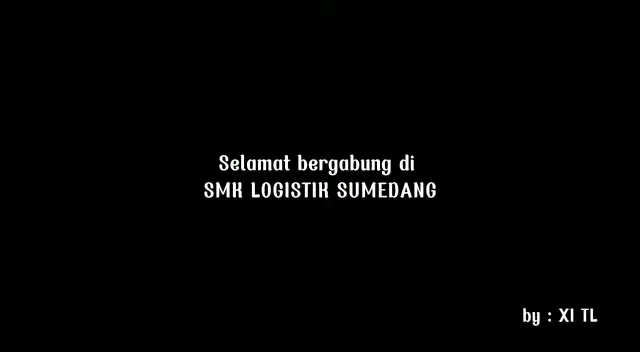 Selamat bergabung di
SMK LOGISTIK SUMEDANG
by : XI TL